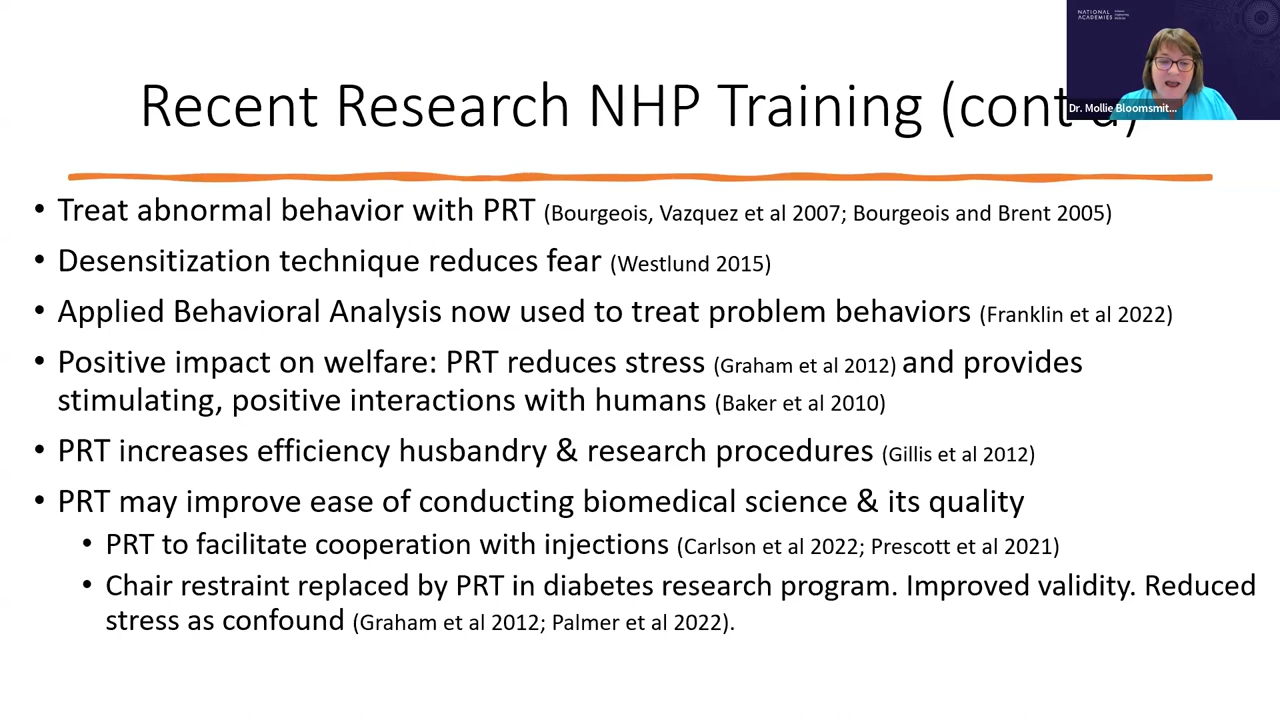 NATIONAL
ACADEMIES
Dr. Mollie Bloomsmit...
Recent Research NHP Training (cont'd)
• Treat abnormal behavior with PRT (Bourgeois, Vazquez et al 2007; Bourgeois and Brent 2005)
• Desensitization technique reduces fear (Westlund 2015)
• Applied Behavioral Analysis now used to treat problem behaviors (Franklin et al 2022)
• Positive impact on welfare: PRT reduces stress (Graham et al 2012) and provides
stimulating, positive interactions with humans (Baker et al 2010)
• PRT increases efficiency husbandry & research procedures (Gillis et al 2012)
• PRT may improve ease of conducting biomedical science & its quality
• PRT to facilitate cooperation with injections (Carlson et al 2022; Prescott et al 2021)
• Chair restraint replaced by PRT in diabetes research program. Improved validity. Reduced
stress as confound (Graham et al 2012; Palmer et al 2022).